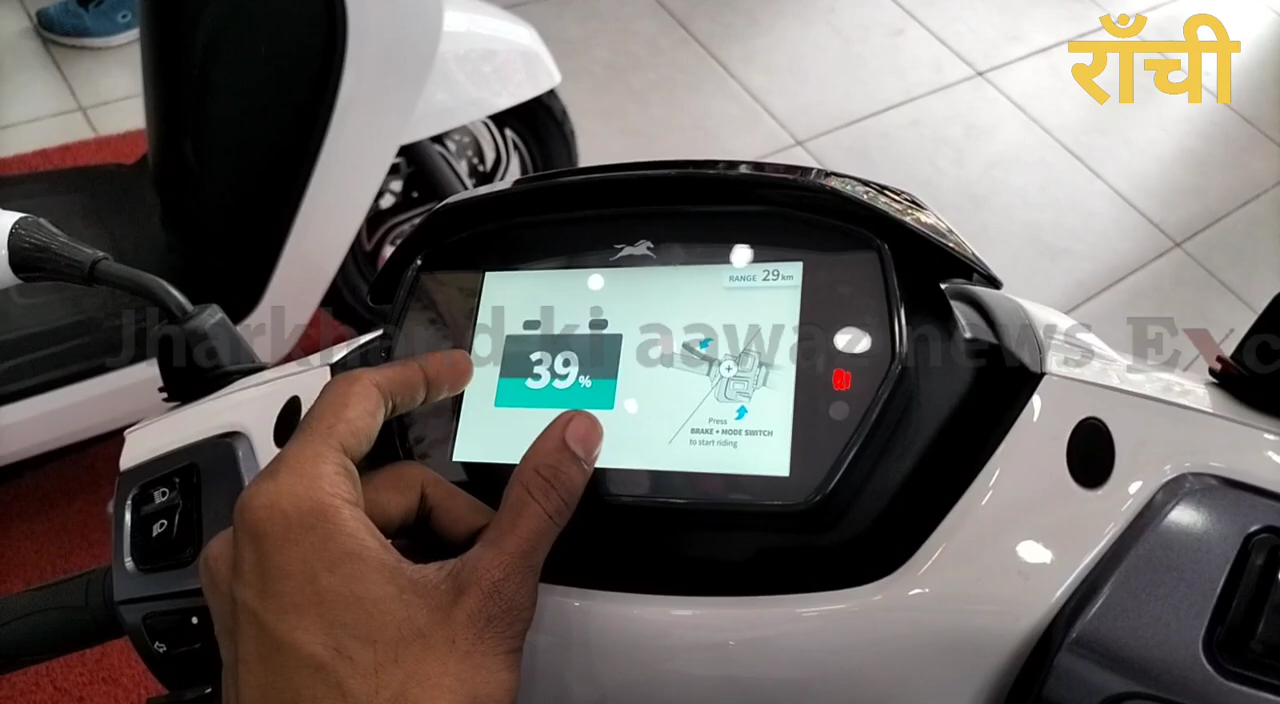 राँची
RANGE 29 km
Jharkhand ki aawaz news Exc
39%
Press
BRAKE + MODE SWITCH
to start riding